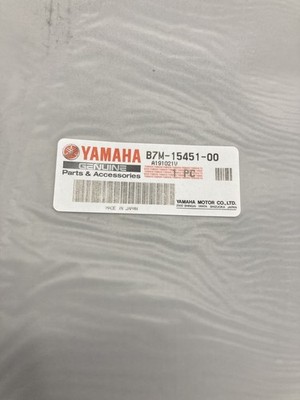 YAMAHA B7M-15451-00
GENUINE A191021V
Parts & Accessories 1 PC
MADE IN JAPAN
YAMAHA MOTOR CO., LTD.